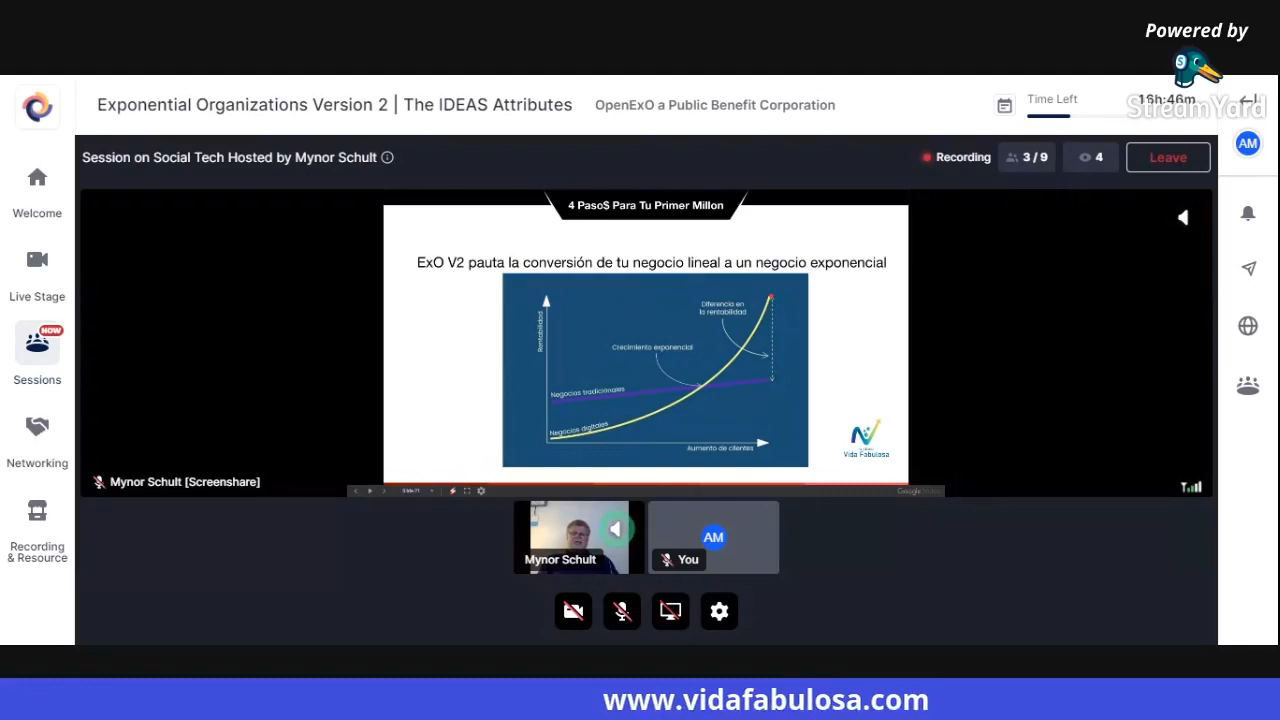 Powered by
StreamYard
Exponential Organizations Version 2 | The IDEAS Attributes
OpenExO a Public Benefit Corporation
Time Left
16h:46m
AM
Session on Social Tech Hosted by Mynor Schult
Recording
3 / 9
4
Leave
Welcome
Live Stage
NOW
Sessions
Networking
Recording
& Resource
4 Paso$ Para Tu Primer Millon
ExO V2 pauta la conversión de tu negocio lineal a un negocio exponencial
Rentabilidad
Diferencia en
la rentabilidad
Crecimiento exponencial
Negocios tradicionales
Negocios digitales
Aumento de clientes
Vida Fabulosa
Mynor Schult [Screenshare]
Mynor Schult
AM
You
www.vidafabulosa.com